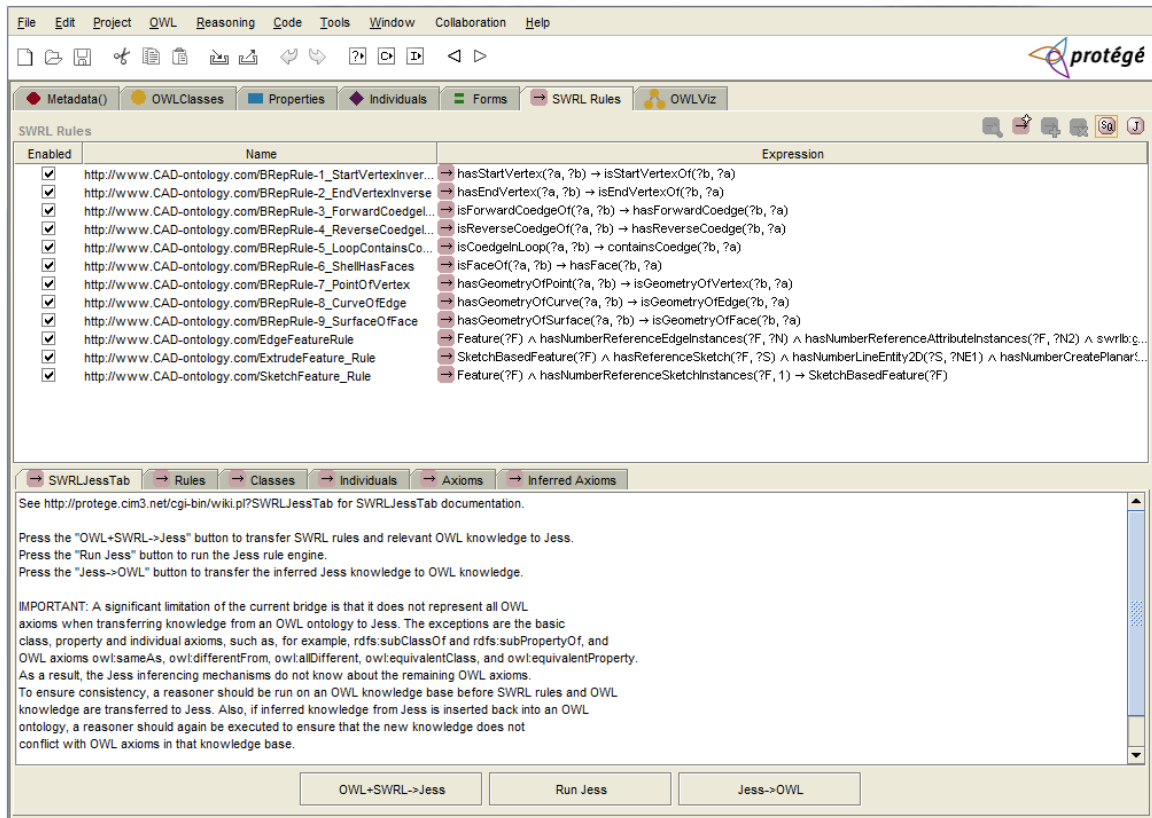 File Edit Project OWL Reasoning Code Tools Window Collaboration Help
protégé
Metadata() OWLClasses Properties Individuals Forms SWRL Rules OWLViz
SWRL Rules
Enabled Name Expression
http://www.CAD-ontology.com/BRepRule-1_StartVertexInver... → hasStartVertex(?a, ?b) → isStartVertexOf(?b, ?a)
http://www.CAD-ontology.com/BRepRule-2_EndVertexInverse → hasEndVertex(?a, ?b) → isEndVertexOf(?b, ?a)
http://www.CAD-ontology.com/BRepRule-3_ForwardCoedgeI... → isForwardCoedgeOf(?a, ?b) → hasForwardCoedge(?b, ?a)
http://www.CAD-ontology.com/BRepRule-4_ReverseCoedgeI... → isReverseCoedgeOf(?a, ?b) → hasReverseCoedge(?b, ?a)
http://www.CAD-ontology.com/BRepRule-5_LoopContainsCo... → isCoedgeInLoop(?a, ?b) → containsCoedge(?b, ?a)
http://www.CAD-ontology.com/BRepRule-6_ShellHasFaces → isFaceOf(?a, ?b) → hasFace(?b, ?a)
http://www.CAD-ontology.com/BRepRule-7_PointOfVertex → hasGeometryOfPoint(?a, ?b) → isGeometryOfVertex(?b, ?a)
http://www.CAD-ontology.com/BRepRule-8_CurveOfEdge → hasGeometryOfCurve(?a, ?b) → isGeometryOfEdge(?b, ?a)
http://www.CAD-ontology.com/BRepRule-9_SurfaceOfFace → hasGeometryOfSurface(?a, ?b) → isGeometryOfFace(?b, ?a)
http://www.CAD-ontology.com/EdgeFeatureRule → Feature(?F) ∧ hasNumberReferenceEdgeInstances(?F, ?N) ∧ hasNumberReferenceAttributeInstances(?F, ?N2) ∧ swrlb:g...
http://www.CAD-ontology.com/ExtrudeFeature_Rule → SketchBasedFeature(?F) ∧ hasReferenceSketch(?F, ?S) ∧ hasNumberLineEntity2D(?S, ?NE1) ∧ hasNumberCreatePlanarS...
http://www.CAD-ontology.com/SketchFeature_Rule → Feature(?F) ∧ hasNumberReferenceSketchInstances(?F, 1) → SketchBasedFeature(?F)
→ SWRLJessTab → Rules → Classes → Individuals → Axioms → Inferred Axioms
See http://protege.cim3.net/cgi-bin/wiki.pl?SWRLJessTab for SWRLJessTab documentation.
Press the "OWL+SWRL->Jess" button to transfer SWRL rules and relevant OWL knowledge to Jess.
Press the "Run Jess" button to run the Jess rule engine.
Press the "Jess->OWL" button to transfer the inferred Jess knowledge to OWL knowledge.
IMPORTANT: A significant limitation of the current bridge is that it does not represent all OWL
axioms when transferring knowledge from an OWL ontology to Jess. The exceptions are the basic
class, property and individual axioms, such as, for example, rdfs:subClassOf and rdfs:subPropertyOf, and
OWL axioms owl:sameAs, owl:differentFrom, owl:allDifferent, owl:equivalentClass, and owl:equivalentProperty.
As a result, the Jess inferencing mechanisms do not know about the remaining OWL axioms.
To ensure consistency, a reasoner should be run on an OWL knowledge base before SWRL rules and OWL
knowledge are transferred to Jess. Also, if inferred knowledge from Jess is inserted back into an OWL
ontology, a reasoner should again be executed to ensure that the new knowledge does not
conflict with OWL axioms in that knowledge base.
OWL+SWRL->Jess Run Jess Jess->OWL